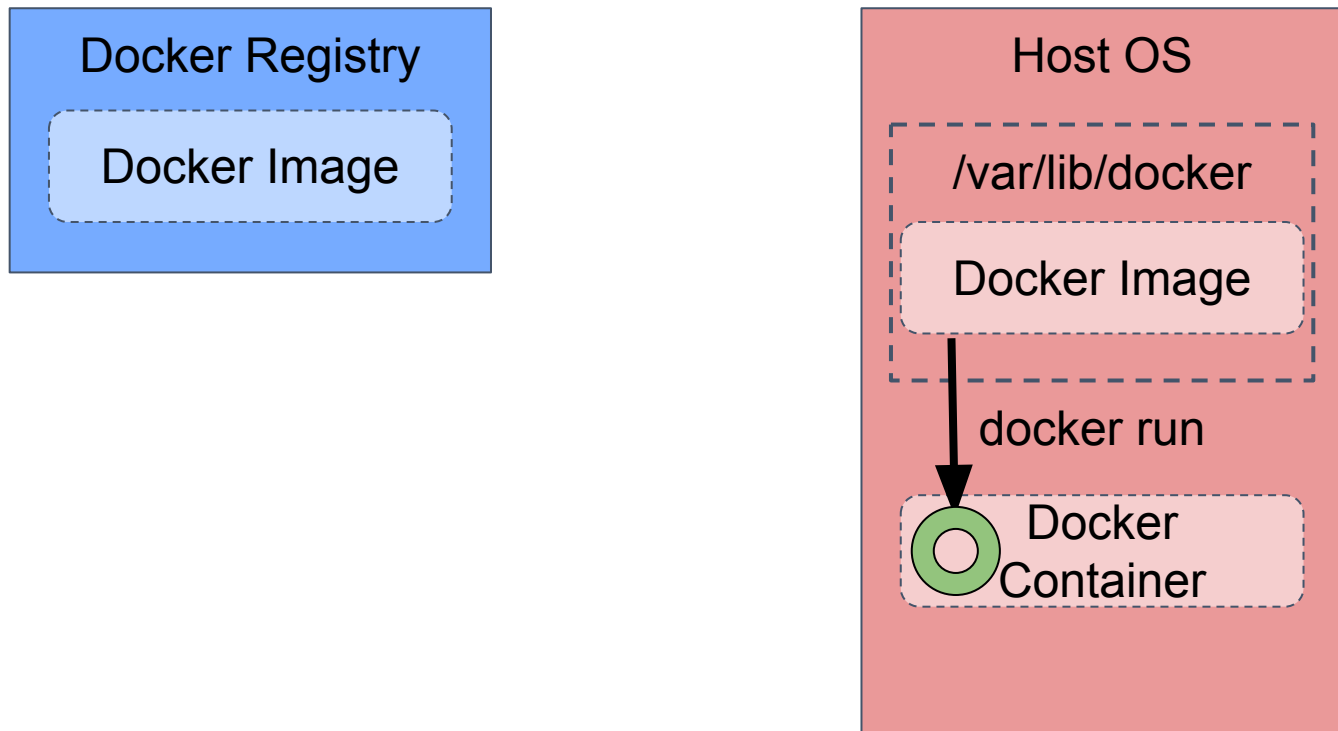 Docker Registry
Docker Image
Host OS
/var/lib/docker
Docker Image
docker run
Docker
Container